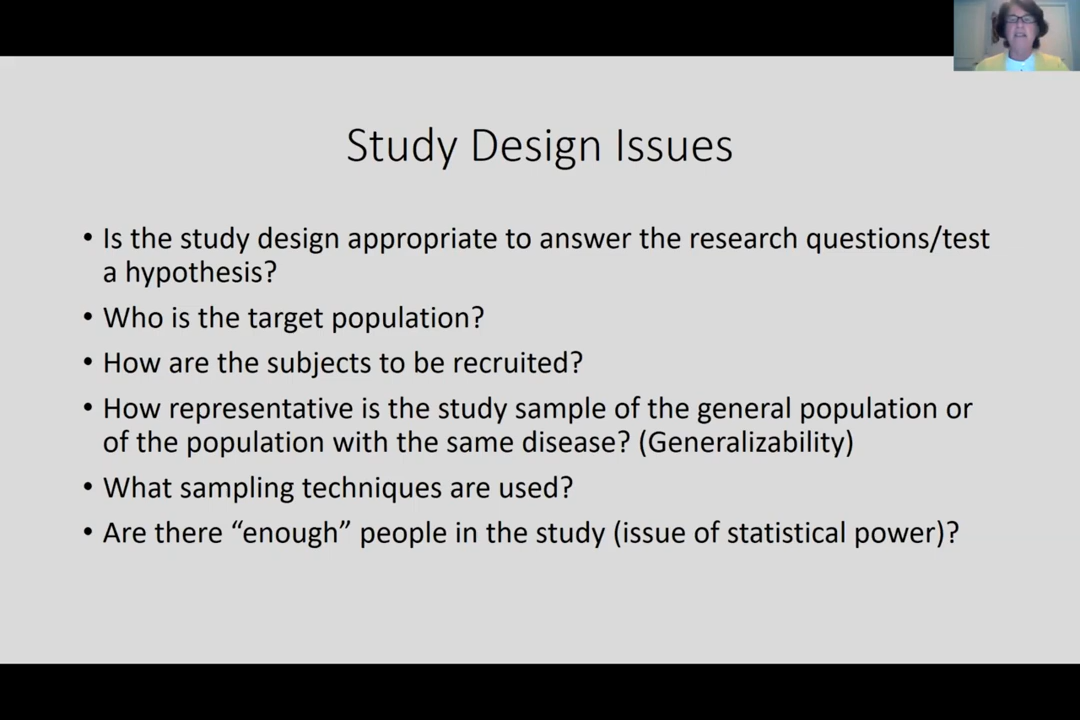 Study Design Issues
• Is the study design appropriate to answer the research questions/test
a hypothesis?
• Who is the target population?
• How are the subjects to be recruited?
• How representative is the study sample of the general population or
of the population with the same disease? (Generalizability)
• What sampling techniques are used?
• Are there “enough” people in the study (issue of statistical power)?